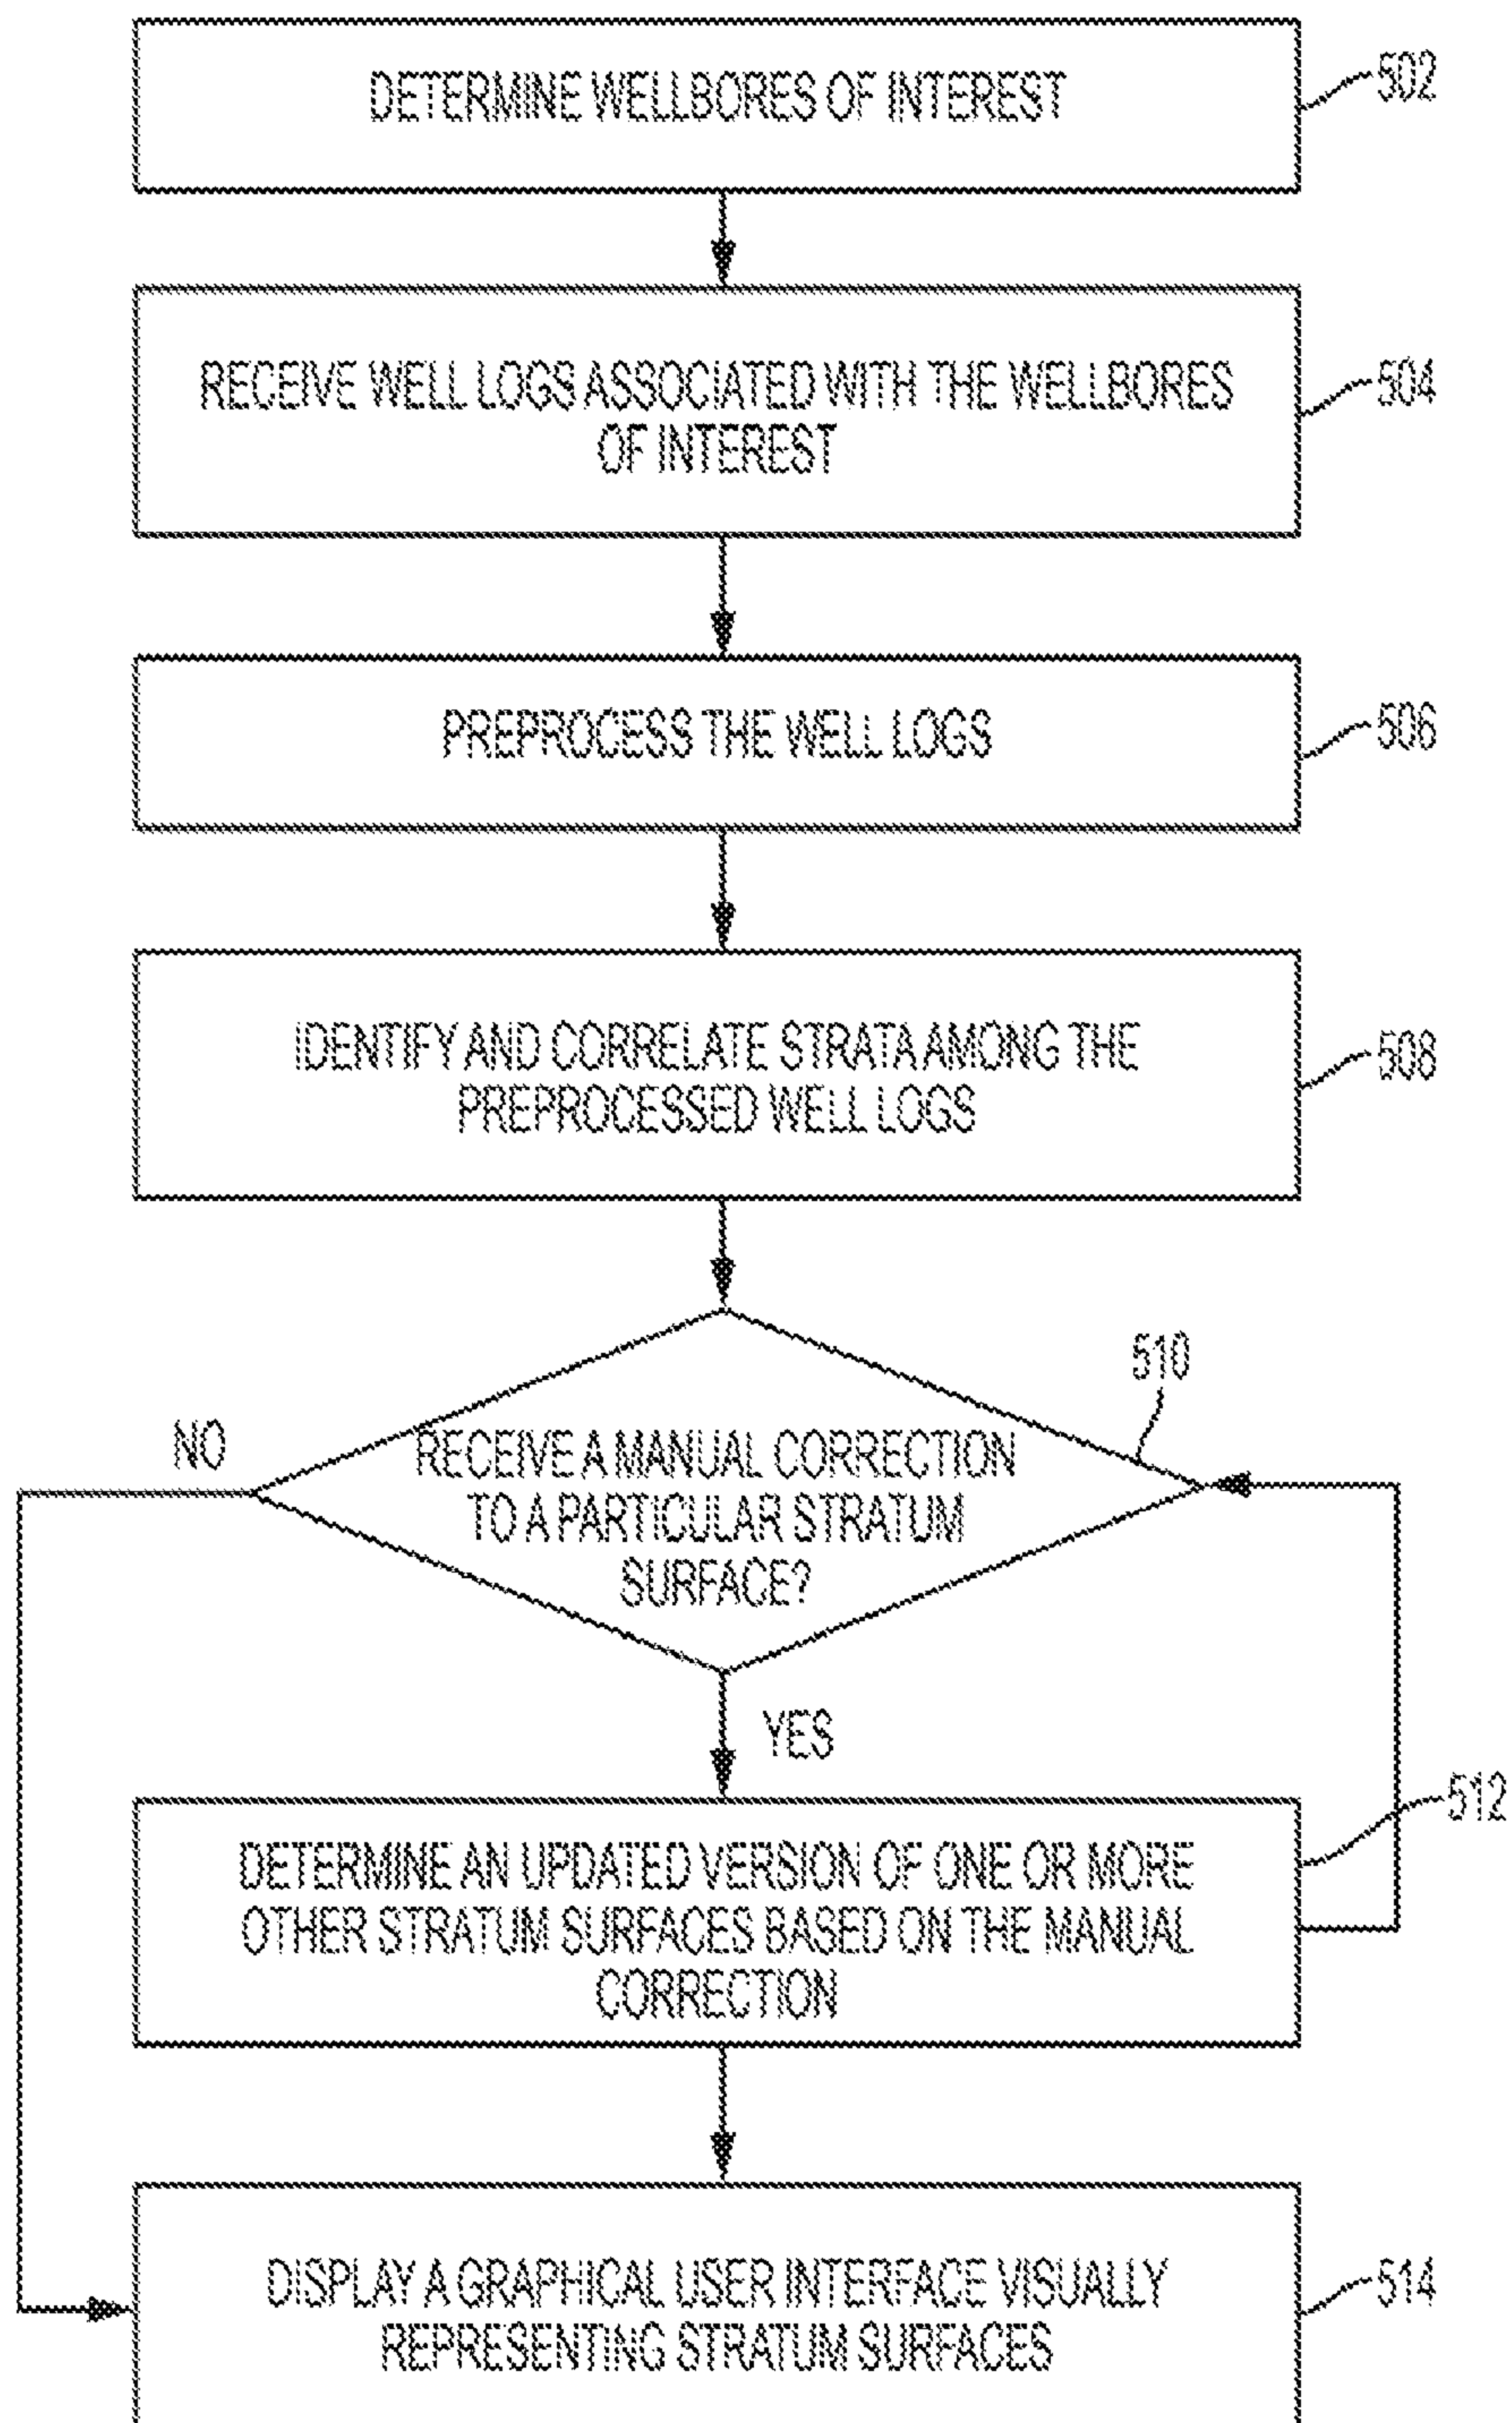 DETERMINE WELLBORES OF INTEREST
502
RECEIVE WELL LOGS ASSOCIATED WITH THE WELLBORES
OF INTEREST
504
PREPROCESS THE WELL LOGS
506
IDENTIFY AND CORRELATE STRATA AMONG THE
PREPROCESSED WELL LOGS
508
510
NO
RECEIVE A MANUAL CORRECTION
TO A PARTICULAR STRATUM
SURFACE?
YES
512
DETERMINE AN UPDATED VERSION OF ONE OR MORE
OTHER STRATUM SURFACES BASED ON THE MANUAL
CORRECTION
DISPLAY A GRAPHICAL USER INTERFACE VISUALLY
REPRESENTING STRATUM SURFACES
514